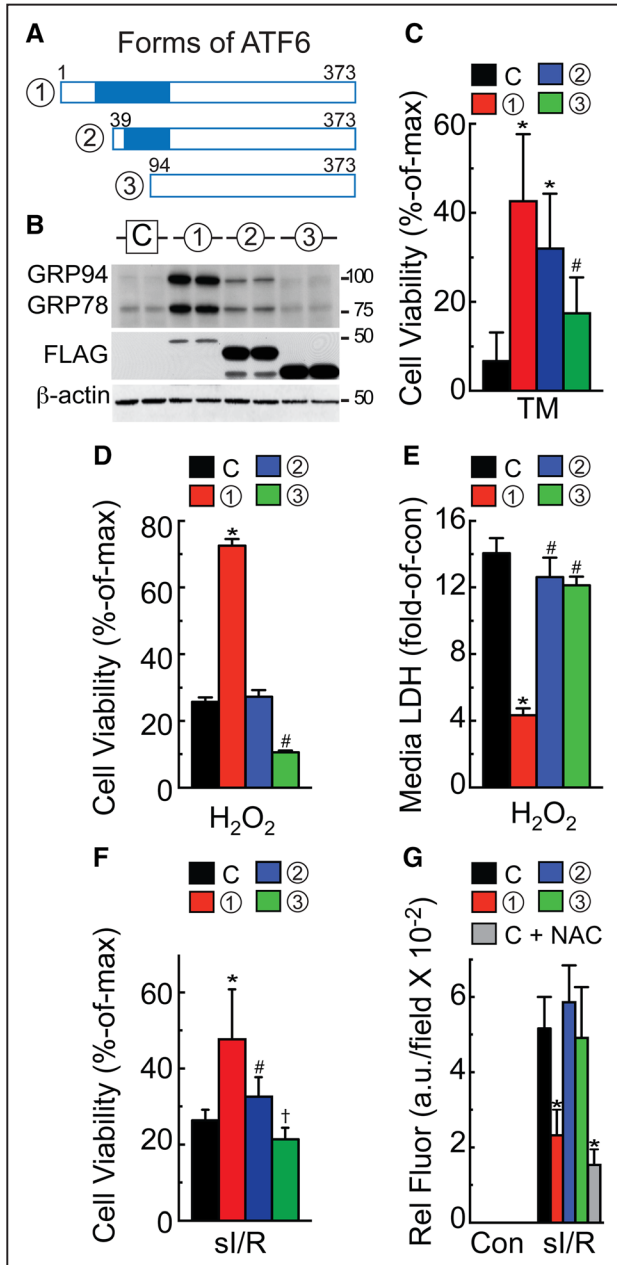 A
Forms of ATF6
1 373
① 
39 373
②
94 373
③
B
C ① ② ③
GRP94
GRP78
FLAG
β-actin
100
75
50
50
C
C ②
① ③
Cell Viability (%-of-max)
60
40
20
0
* * #
TM
D
C ②
① ③
Cell Viability (%-of-max)
80
60
40
20
0
* #
H2O2
E
C ②
① ③
Media LDH (fold-of-con)
16
12
8
4
0
* # #
H2O2
F
C ②
① ③
Cell Viability (%-of-max)
60
40
20
0
* # †
sI/R
G
C ②
① ③
C + NAC
Rel Fluor (a.u./field X 10-2)
6
4
2
0
* *
Con sI/R